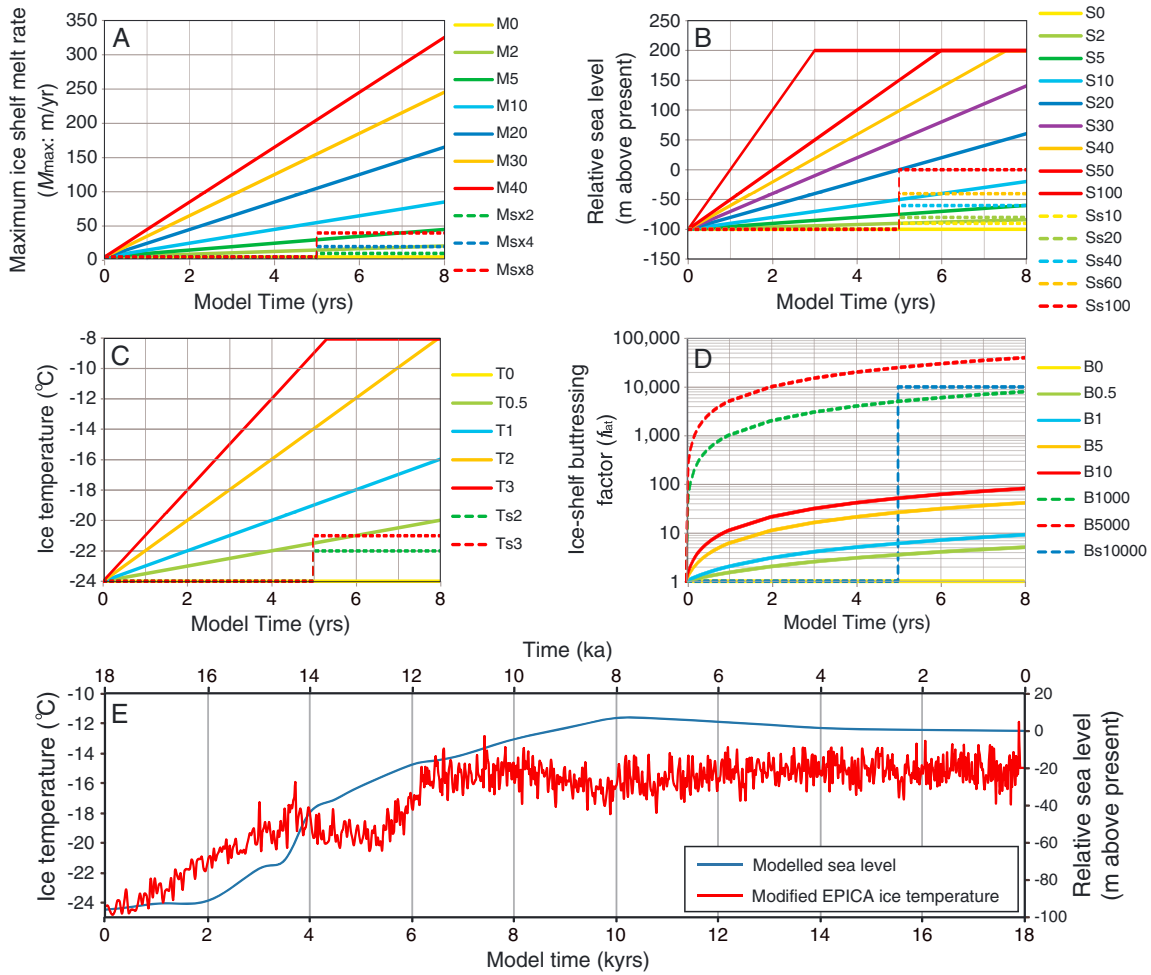 A
Maximum ice shelf melt rate
(Mmax: m/yr)
350
300
250
200
150
100
50
0
0 2 4 6 8
Model Time (yrs)
M0
M2
M5
M10
M20
M30
M40
Msx2
Msx4
Msx8
B
Relative sea level
(m above present)
250
200
150
100
50
0
-50
-100
-150
0 2 4 6 8
Model Time (yrs)
S0
S2
S5
S10
S20
S30
S40
S50
S100
Ss10
Ss20
Ss40
Ss60
Ss100
C
Ice temperature (°C)
-8
-10
-12
-14
-16
-18
-20
-22
-24
0 2 4 6 8
Model Time (yrs)
T0
T0.5
T1
T2
T3
Ts2
Ts3
D
Ice-shelf buttressing
factor (flat)
100,000
10,000
1,000
100
10
1
0 2 4 6 8
Model Time (yrs)
B0
B0.5
B1
B5
B10
B1000
B5000
Bs10000
Time (ka)
18 16 14 12 10 8 6 4 2 0
E
Ice temperature (°C)
-10
-12
-14
-16
-18
-20
-22
-24
-25
20
0
-20
-40
-60
-80
-100
Relative sea level
(m above present)
Modelled sea level
Modified EPICA ice temperature
0 2 4 6 8 10 12 14 16 18
Model time (kyrs)